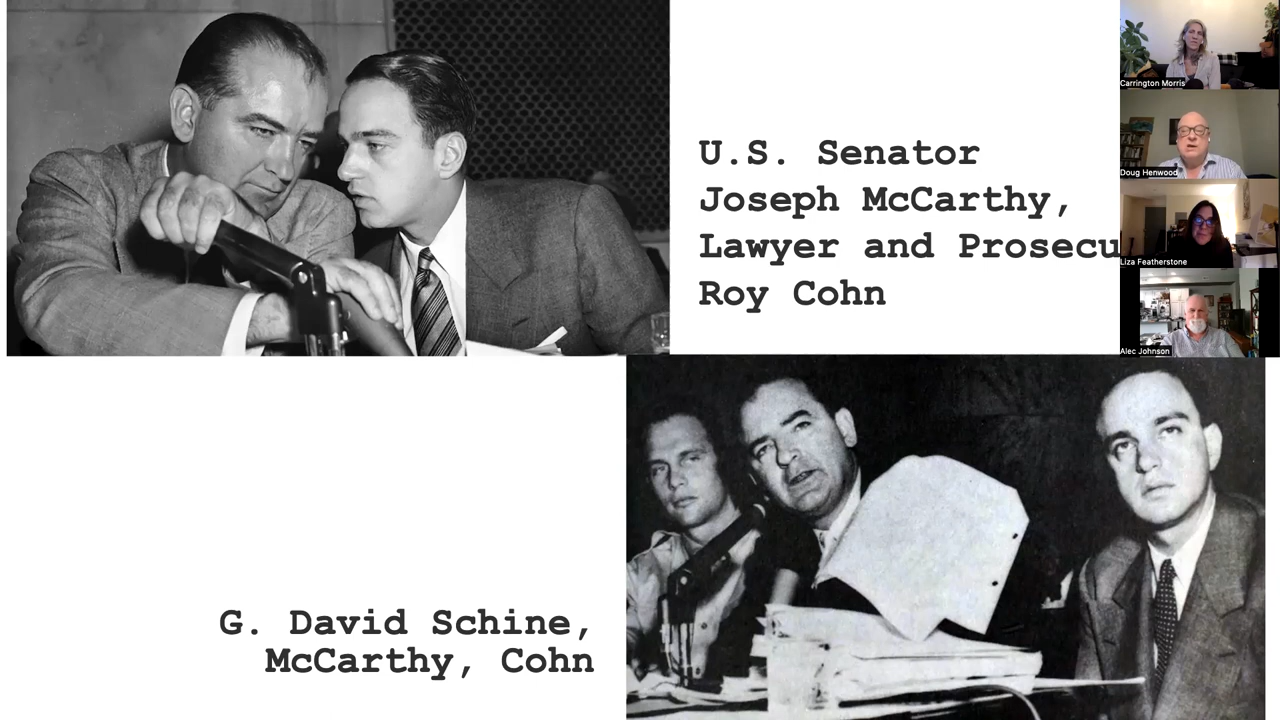 U.S. Senator
Joseph McCarthy,
Lawyer and Prosecu
Roy Cohn
Carrington Morris
Doug Henwood
Liza Featherstone
Alec Johnson
G. David Schine,
McCarthy, Cohn